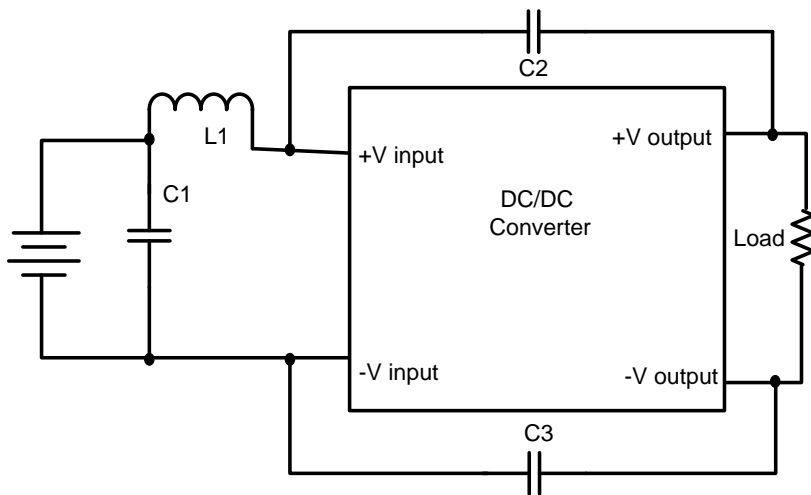 C2
L1
+V input
+V output
C1
DC/DC
Converter
Load
-V input
-V output
C3